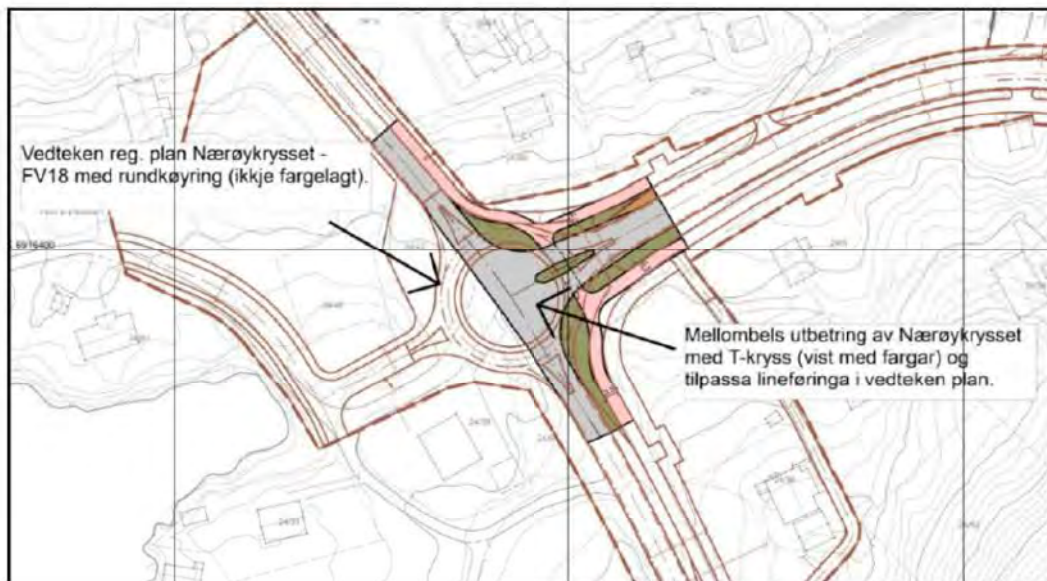 Vedteken reg. plan Nærøykrysset -
FV18 med rundkøyring (ikkje fargelagt).
6916400
Mellombels utbetring av Nærøykrysset
med T-kryss (vist med fargar) og
tilpassa lineføringa i vedteken plan.